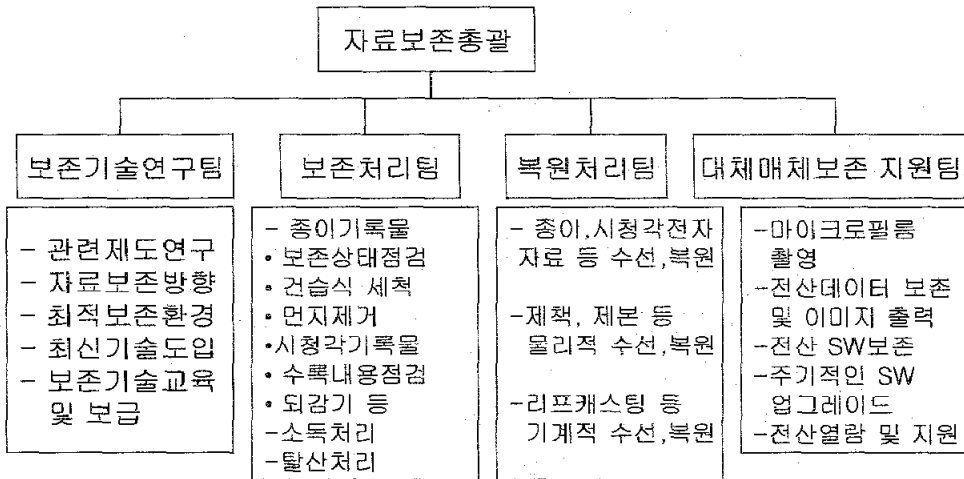 자료보존총괄
보존기술연구팀
- 관련제도연구
- 자료보존방향
- 최적보존환경
- 최신기술도입
- 보존기술교육
및 보급
보존처리팀
- 종이기록물
• 보존상태점검
• 건습식 세척
• 먼지제거
•시청각기록물
• 수록내용점검
• 되감기 등
-소독처리
-탈산처리
복원처리팀
- 종이,시청각전자
자료 등 수선,복원
-제책, 제본 등
물리적 수선,복원
-리프캐스팅 등
기계적 수선,복원
대체매체보존 지원팀
-마이크로필름
촬영
-전산데이터 보존
및 이미지 출력
-전산 SW보존
-주기적인 SW
업그레이드
-전산열람 및 지원